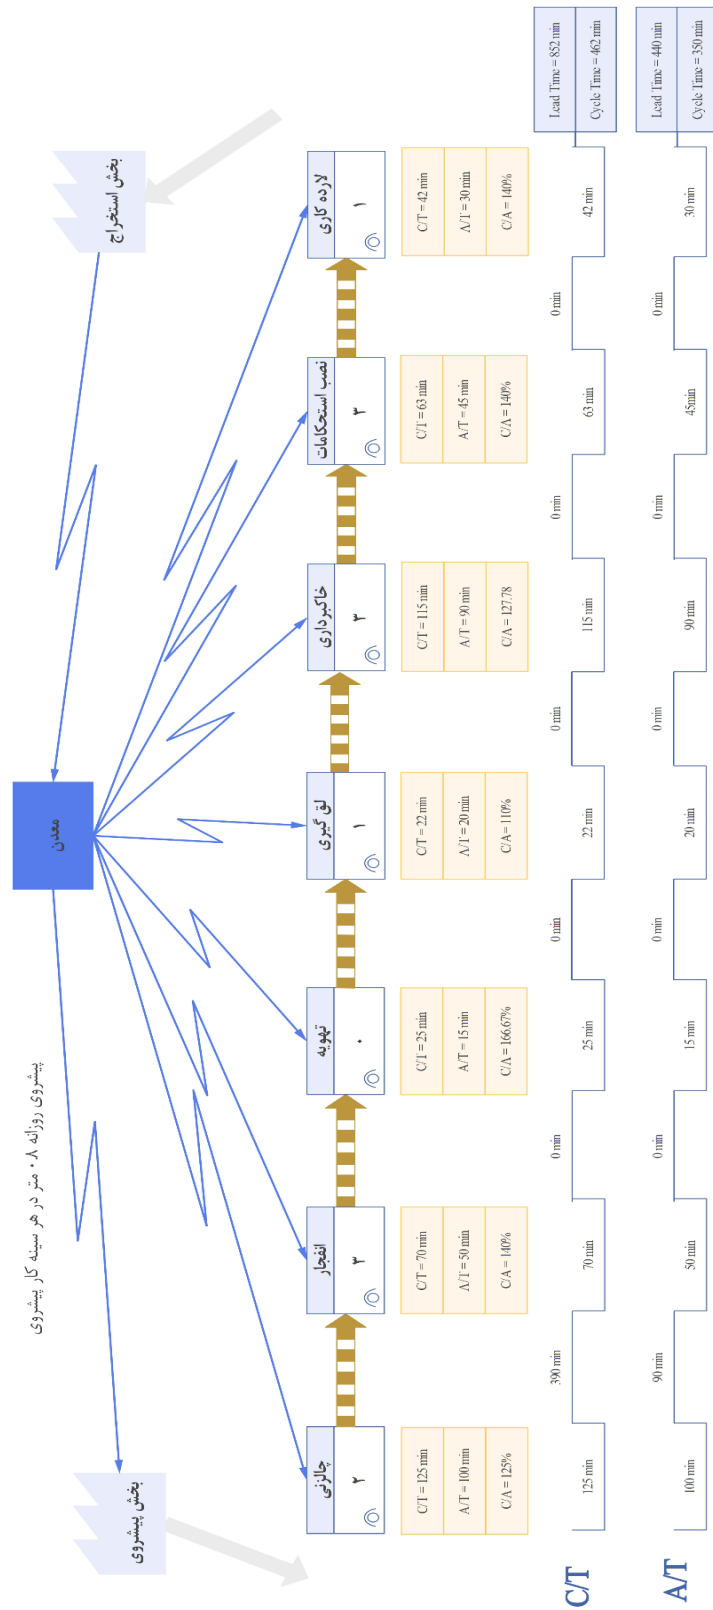 بخش پیشروی
پیشروی روزانه ۰.۸ متر در هر سینه کار پیشروی
معدن
بخش استخراج
چالزنی
۲
C/T = 125 min
A/T = 100 min
C/A = 125%
انفجار
۳
C/T = 70 min
A/T = 50 min
C/A = 140%
تهویه
۰
C/T = 25 min
A/T = 15 min
C/A = 166.67%
لق گیری
۱
C/T = 22 min
A/T = 20 min
C/A = 110%
خاکبرداری
۳
C/T = 115 min
A/T = 90 min
C/A = 127.78
نصب استحکامات
۳
C/T = 63 min
A/T = 45 min
C/A = 140%
لارده کاری
۱
C/T = 42 min
A/T = 30 min
C/A = 140%
C/T
125 min
390 min
70 min
0 min
25 min
0 min
22 min
0 min
115 min
0 min
63 min
0 min
42 min
Lead Time = 852 min
Cycle Time = 462 min
A/T
100 min
90 min
50 min
0 min
15 min
0 min
20 min
0 min
90 min
0 min
45min
0 min
30 min
Lead Time = 440 min
Cycle Time = 350 min